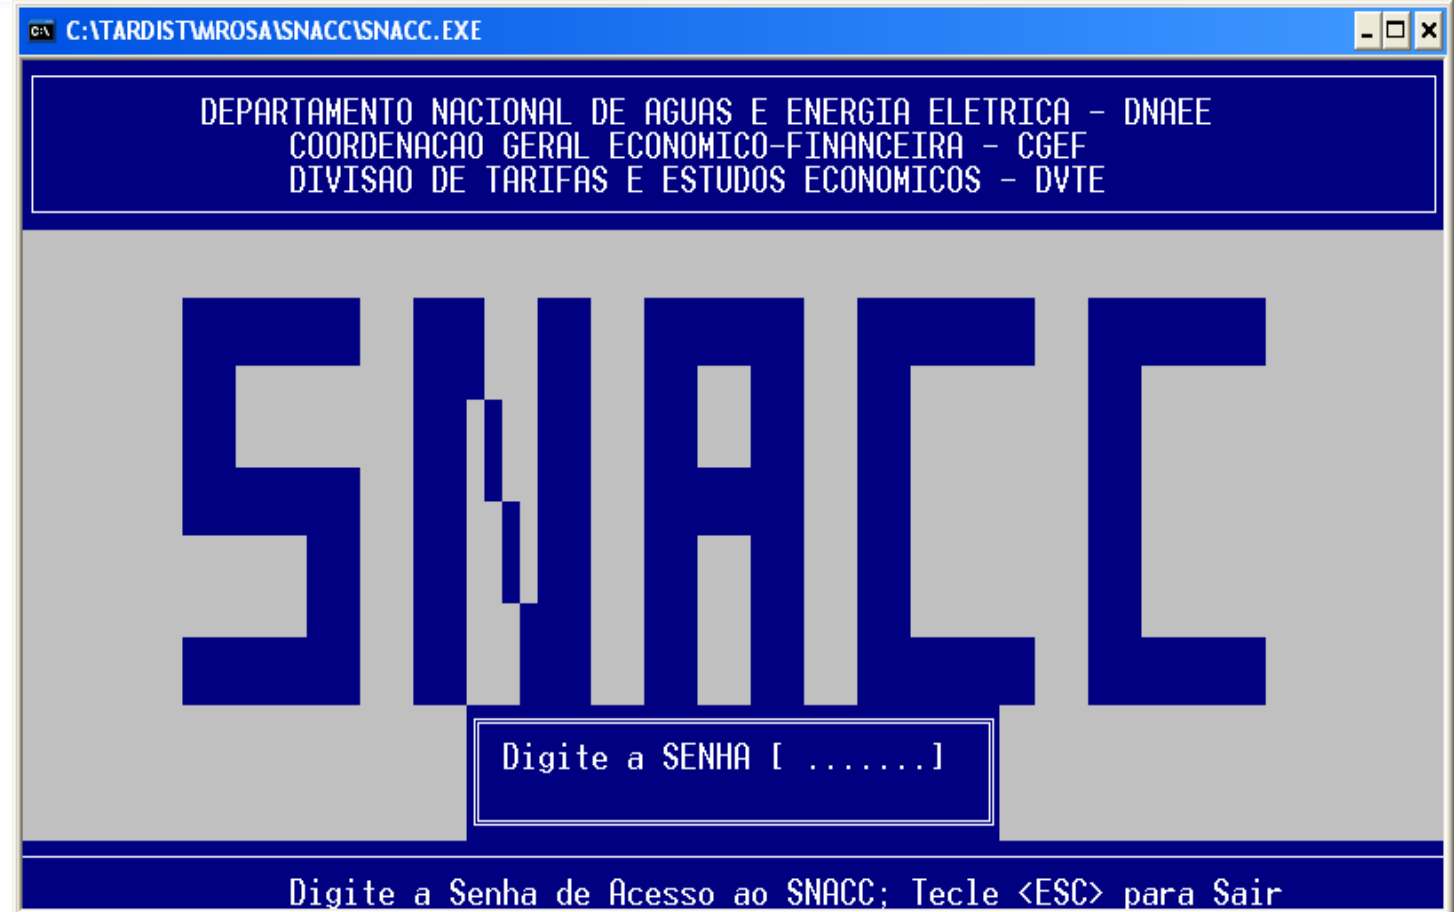 C:\TARDIST\MROSA\SNACC\SNACC.EXE
DEPARTAMENTO NACIONAL DE AGUAS E ENERGIA ELETRICA - DNAEE
COORDENACAO GERAL ECONOMICO-FINANCEIRA - CGEF
DIVISAO DE TARIFAS E ESTUDOS ECONOMICOS - DVTE
SNACC
Digite a SENHA [ .......]
Digite a Senha de Acesso ao SNACC; Tecle <ESC> para Sair